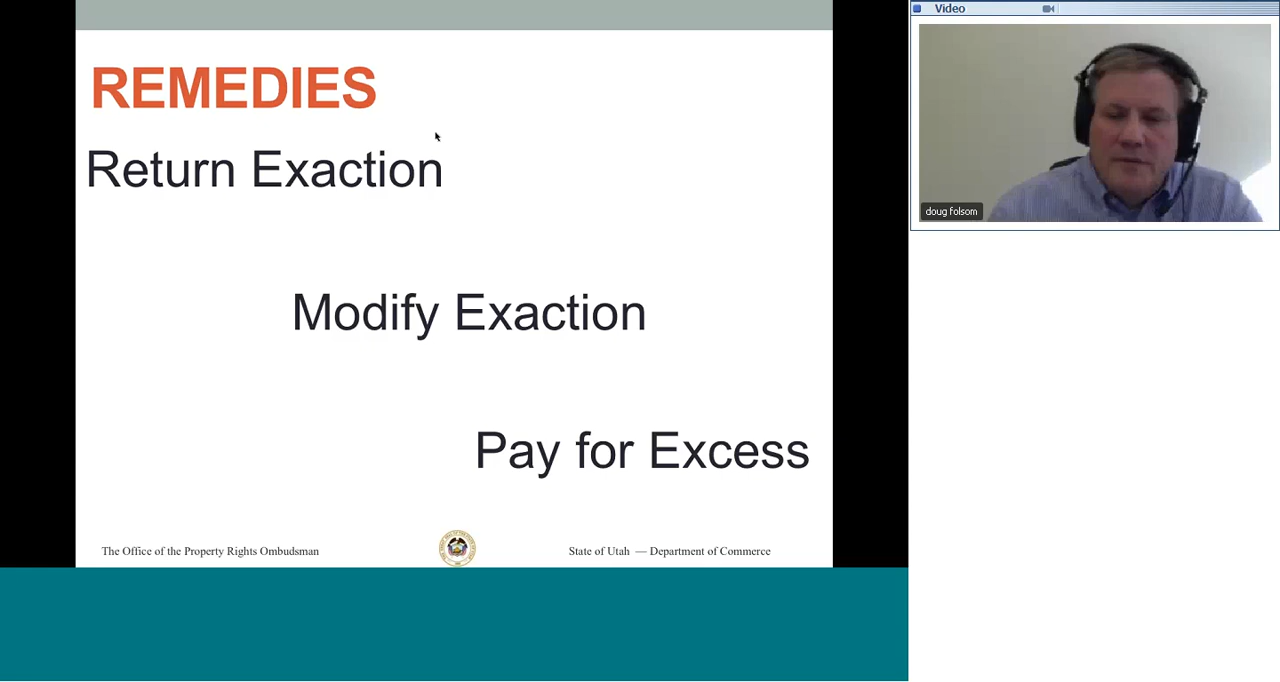 Video
REMEDIES
Return Exaction
Modify Exaction
Pay for Excess
The Office of the Property Rights Ombudsman
State of Utah — Department of Commerce
doug folsom